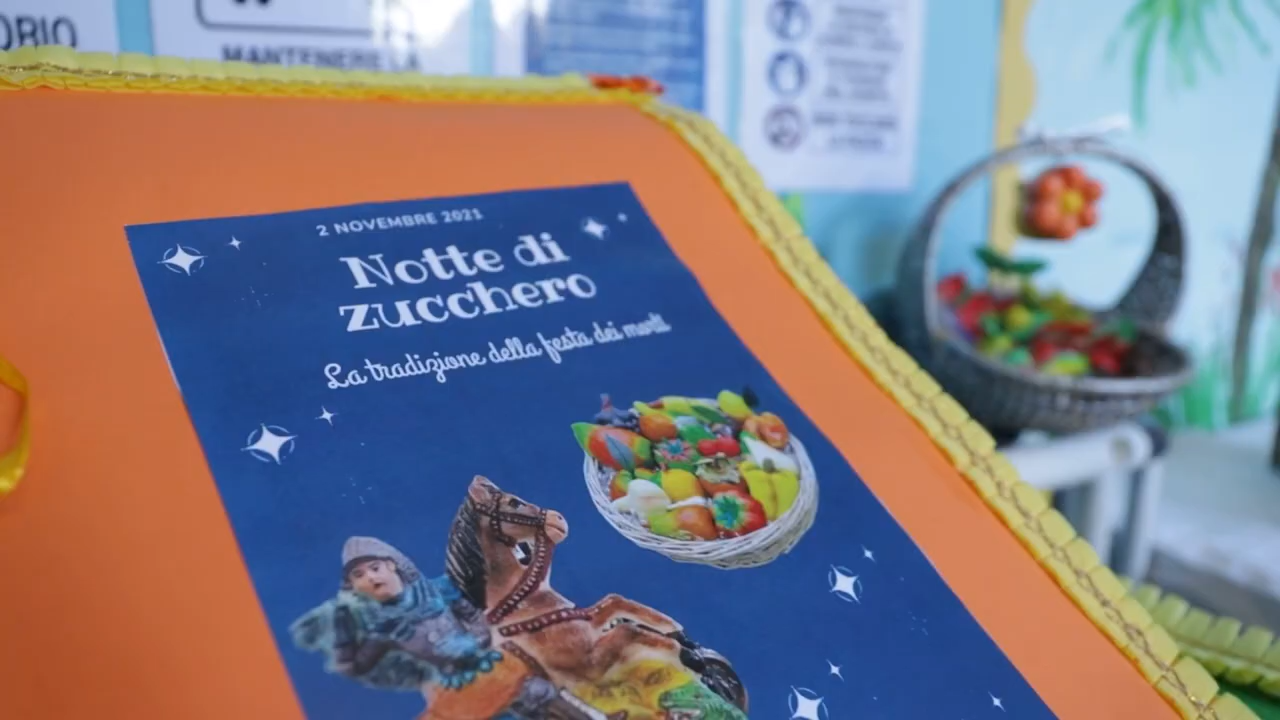 ORIO
MANTENERE LA
2 NOVEMBRE 2021
Notte di
zucchero
La tradizione della festa dei morti